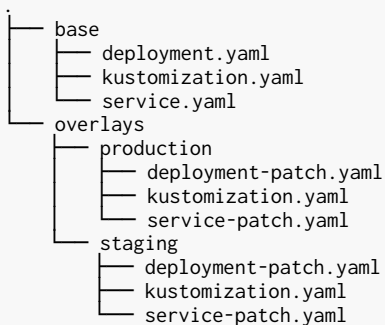 .
├── base
│   ├── deployment.yaml
│   ├── kustomization.yaml
│   └── service.yaml
└── overlays
    ├── production
    │   ├── deployment-patch.yaml
    │   ├── kustomization.yaml
    │   └── service-patch.yaml
    └── staging
        ├── deployment-patch.yaml
        ├── kustomization.yaml
        └── service-patch.yaml